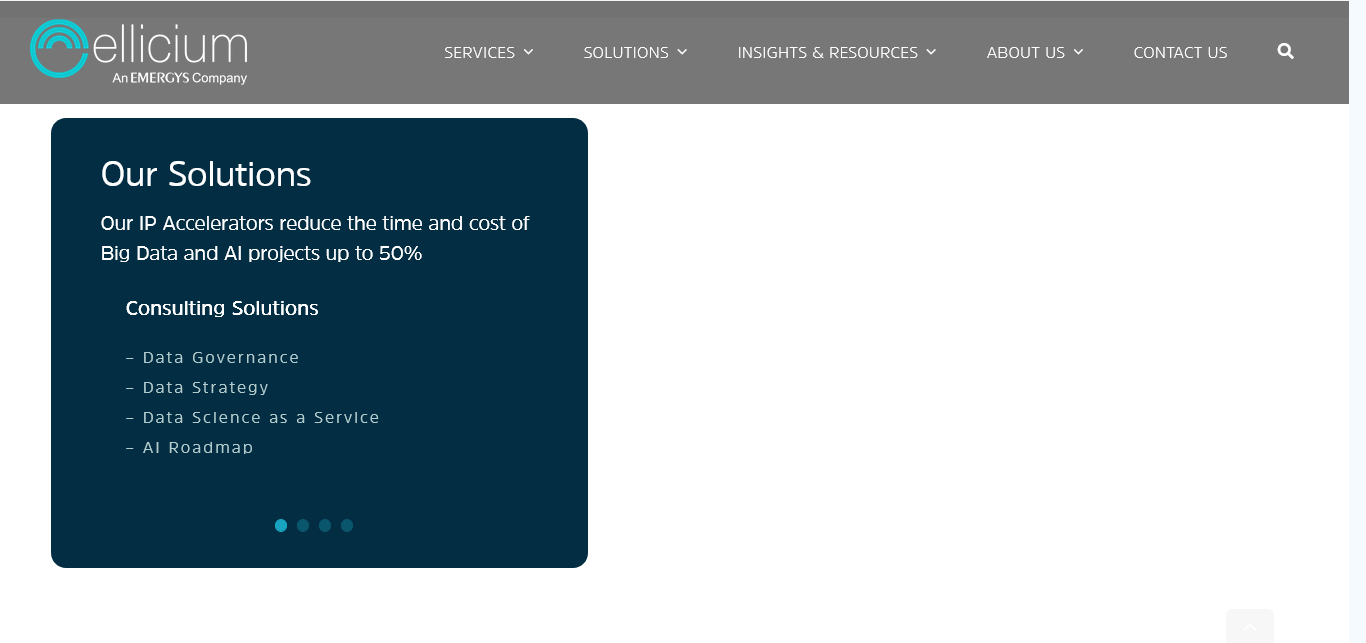 ellicium
An EMERGYS Company
SERVICES
SOLUTIONS
INSIGHTS & RESOURCES
ABOUT US
CONTACT US
Our Solutions
Our IP Accelerators reduce the time and cost of
Big Data and AI projects up to 50%
Consulting Solutions
– Data Governance
– Data Strategy
– Data Science as a Service
– AI Roadmap